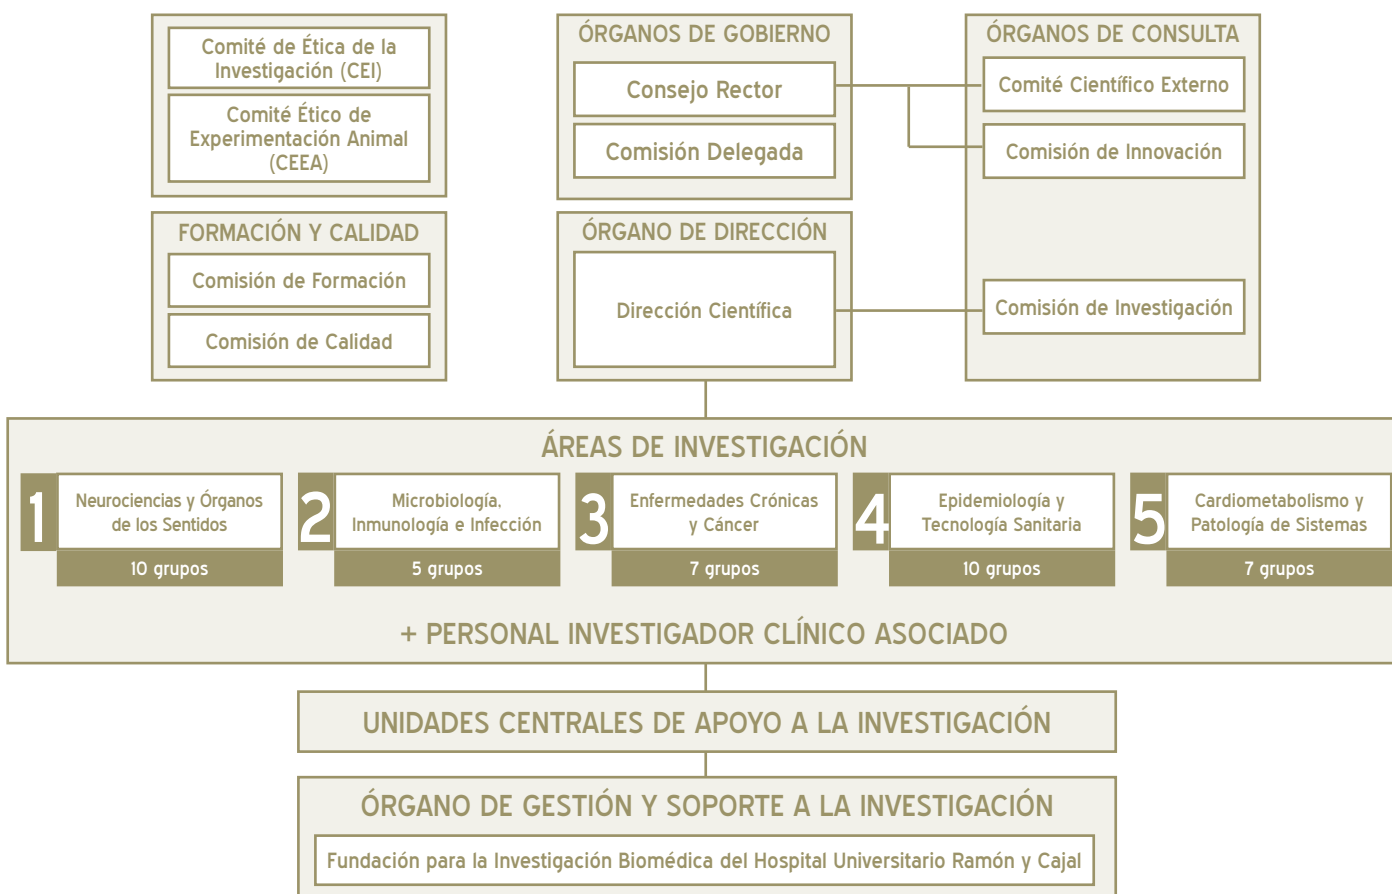 Comité de Ética de la
Investigación (CEI)
Comité Ético de
Experimentación Animal
(CEEA)
FORMACIÓN Y CALIDAD
Comisión de Formación
Comisión de Calidad
ÓRGANOS DE GOBIERNO
Consejo Rector
Comisión Delegada
ÓRGANO DE DIRECCIÓN
Dirección Científica
ÓRGANOS DE CONSULTA
Comité Científico Externo
Comisión de Innovación
Comisión de Investigación
ÁREAS DE INVESTIGACIÓN
1
Neurociencias y Órganos
de los Sentidos
10 grupos
2
Microbiología,
Inmunología e Infección
5 grupos
3
Enfermedades Crónicas
y Cáncer
7 grupos
4
Epidemiología y
Tecnología Sanitaria
10 grupos
5
Cardiometabolismo y
Patología de Sistemas
7 grupos
+ PERSONAL INVESTIGADOR CLÍNICO ASOCIADO
UNIDADES CENTRALES DE APOYO A LA INVESTIGACIÓN
ÓRGANO DE GESTIÓN Y SOPORTE A LA INVESTIGACIÓN
Fundación para la Investigación Biomédica del Hospital Universitario Ramón y Cajal